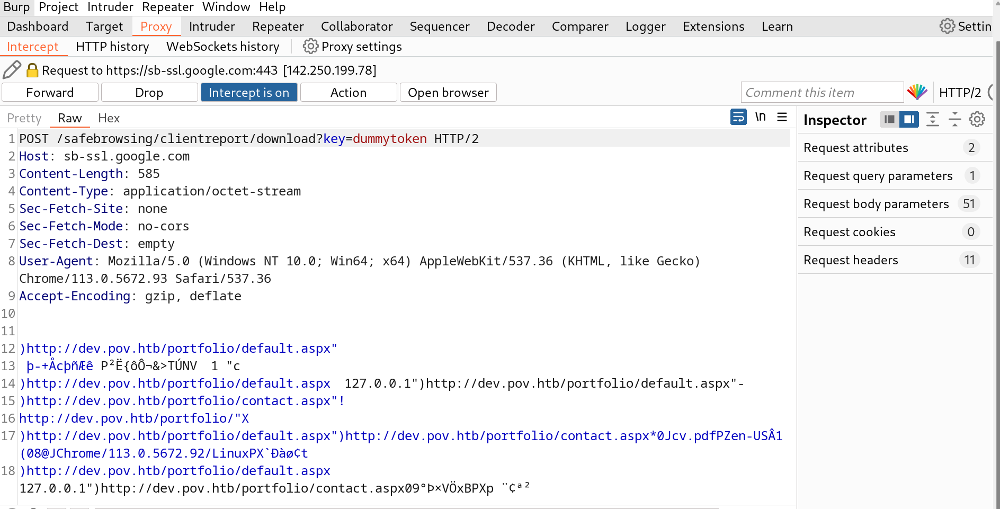 Burp Project Intruder Repeater Window Help
Dashboard Target Proxy Intruder Repeater Collaborator Sequencer Decoder Comparer Logger Extensions Learn Settin
Intercept HTTP history WebSockets history Proxy settings
Request to https://sb-ssl.google.com:443 [142.250.199.78]
Forward Drop Intercept is on Action Open browser Comment this item HTTP/2
Pretty Raw Hex \n
Inspector
1 POST /safebrowsing/clientreport/download?key=dummytoken HTTP/2
2 Host: sb-ssl.google.com
3 Content-Length: 585
4 Content-Type: application/octet-stream
5 Sec-Fetch-Site: none
6 Sec-Fetch-Mode: no-cors
7 Sec-Fetch-Dest: empty
8 User-Agent: Mozilla/5.0 (Windows NT 10.0; Win64; x64) AppleWebKit/537.36 (KHTML, like Gecko)
Chrome/113.0.5672.93 Safari/537.36
9 Accept-Encoding: gzip, deflate
10
11
12 )http://dev.pov.htb/portfolio/default.aspx"
13 þ-+ÅcþñÆê P²Ë{ôÔ¬&>TÚNV 1 "c
14 )http://dev.pov.htb/portfolio/default.aspx 127.0.0.1")http://dev.pov.htb/portfolio/default.aspx"-
15 )http://dev.pov.htb/portfolio/contact.aspx"!
16 http://dev.pov.htb/portfolio/"X
17 )http://dev.pov.htb/portfolio/default.aspx")http://dev.pov.htb/portfolio/contact.aspx*0Jcv.pdfPZen-USÂ1
(08@JChrome/113.0.5672.92/LinuxPX`Ðàø¢t
18 )http://dev.pov.htb/portfolio/default.aspx
127.0.0.1")http://dev.pov.htb/portfolio/contact.aspx09°Þ×VÖxBPXp ¨¢ª²
Request attributes 2
Request query parameters 1
Request body parameters 51
Request cookies 0
Request headers 11